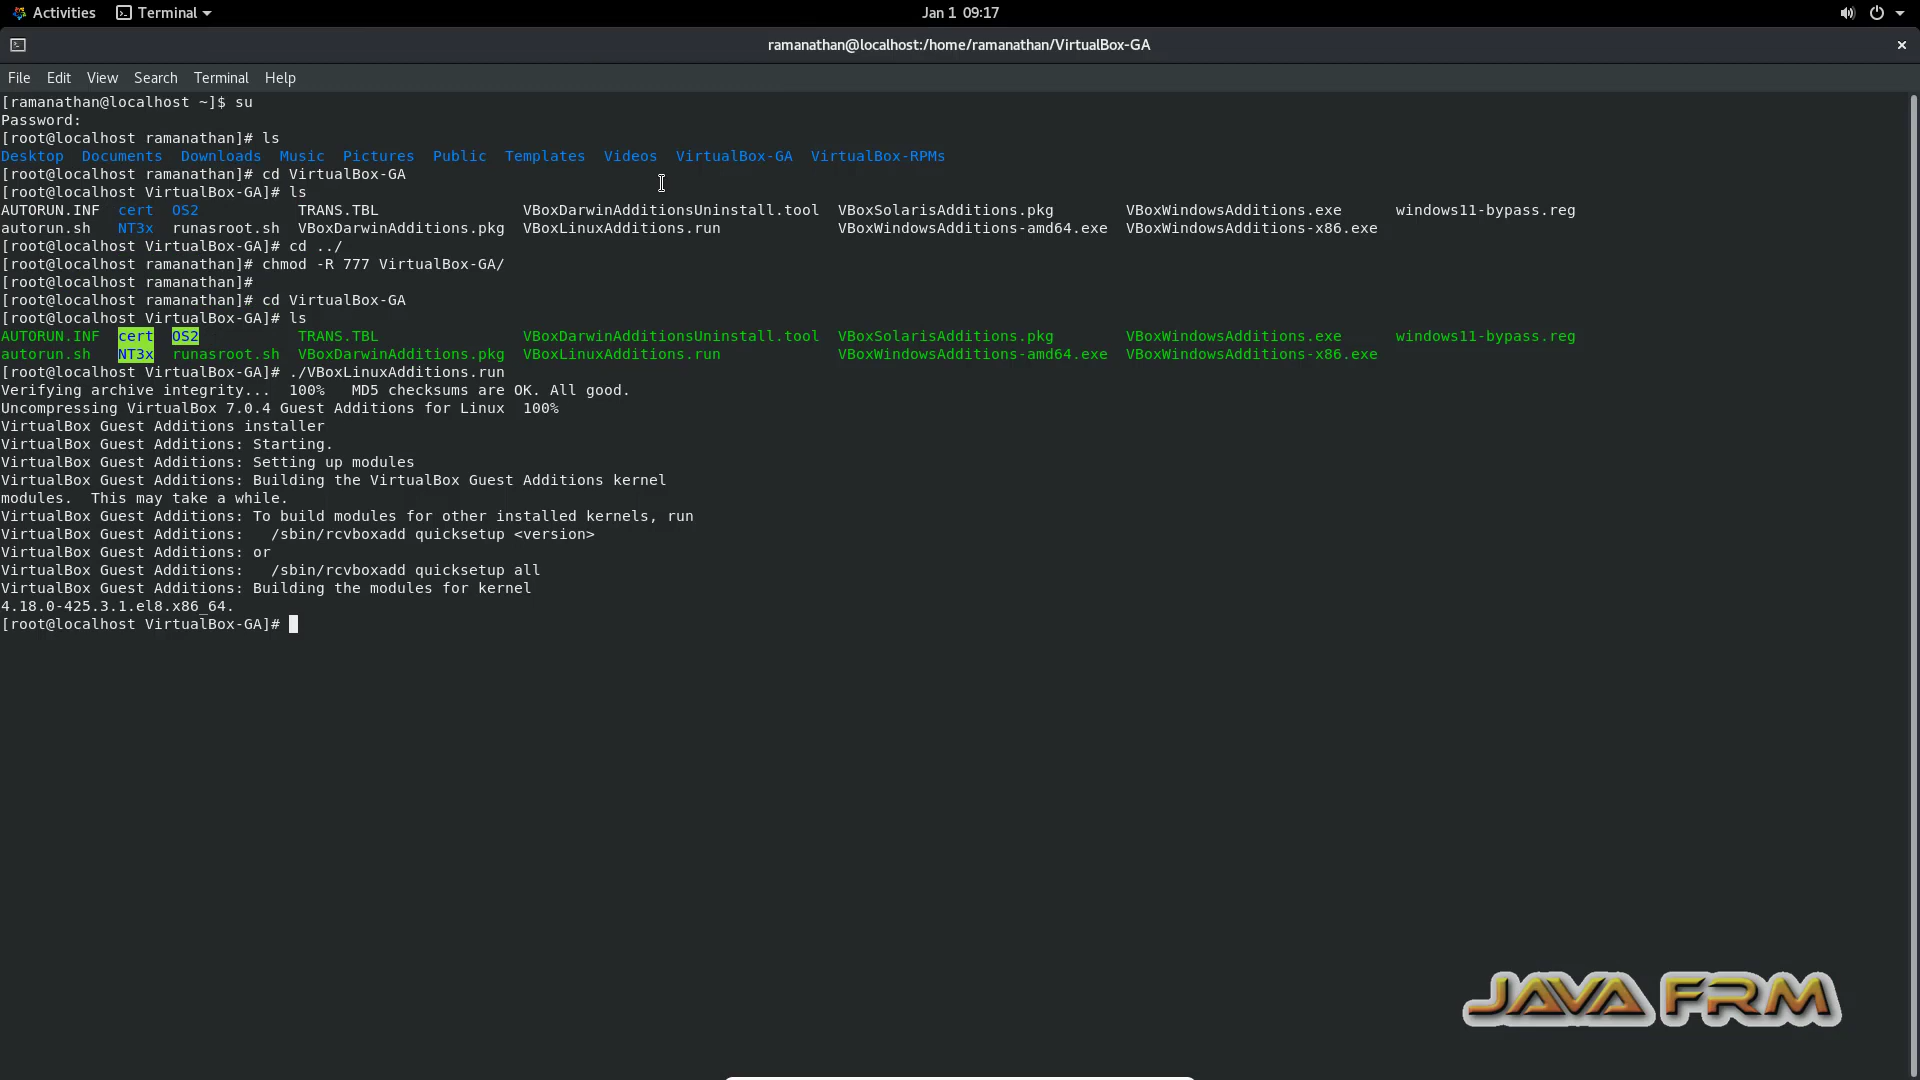 Activities Terminal Jan 1 09:17
ramanathan@localhost:/home/ramanathan/VirtualBox-GA
File Edit View Search Terminal Help
[ramanathan@localhost ~]$ su
Password:
[root@localhost ramanathan]# ls
Desktop Documents Downloads Music Pictures Public Templates Videos VirtualBox-GA VirtualBox-RPMs
[root@localhost ramanathan]# cd VirtualBox-GA
[root@localhost VirtualBox-GA]# ls
AUTORUN.INF cert OS2 TRANS.TBL VBoxDarwinAdditionsUninstall.tool VBoxSolarisAdditions.pkg VBoxWindowsAdditions.exe windows11-bypass.reg
autorun.sh NT3x runasroot.sh VBoxDarwinAdditions.pkg VBoxLinuxAdditions.run VBoxWindowsAdditions-amd64.exe VBoxWindowsAdditions-x86.exe
[root@localhost VirtualBox-GA]# cd ../
[root@localhost ramanathan]# chmod -R 777 VirtualBox-GA/
[root@localhost ramanathan]#
[root@localhost ramanathan]# cd VirtualBox-GA
[root@localhost VirtualBox-GA]# ls
AUTORUN.INF cert OS2 TRANS.TBL VBoxDarwinAdditionsUninstall.tool VBoxSolarisAdditions.pkg VBoxWindowsAdditions.exe windows11-bypass.reg
autorun.sh NT3x runasroot.sh VBoxDarwinAdditions.pkg VBoxLinuxAdditions.run VBoxWindowsAdditions-amd64.exe VBoxWindowsAdditions-x86.exe
[root@localhost VirtualBox-GA]# ./VBoxLinuxAdditions.run
Verifying archive integrity... 100% MD5 checksums are OK. All good.
Uncompressing VirtualBox 7.0.4 Guest Additions for Linux 100%
VirtualBox Guest Additions installer
VirtualBox Guest Additions: Starting.
VirtualBox Guest Additions: Setting up modules
VirtualBox Guest Additions: Building the VirtualBox Guest Additions kernel
modules. This may take a while.
VirtualBox Guest Additions: To build modules for other installed kernels, run
VirtualBox Guest Additions: /sbin/rcvboxadd quicksetup <version>
VirtualBox Guest Additions: or
VirtualBox Guest Additions: /sbin/rcvboxadd quicksetup all
VirtualBox Guest Additions: Building the modules for kernel
4.18.0-425.3.1.el8.x86_64.
[root@localhost VirtualBox-GA]#
JAVA FRM